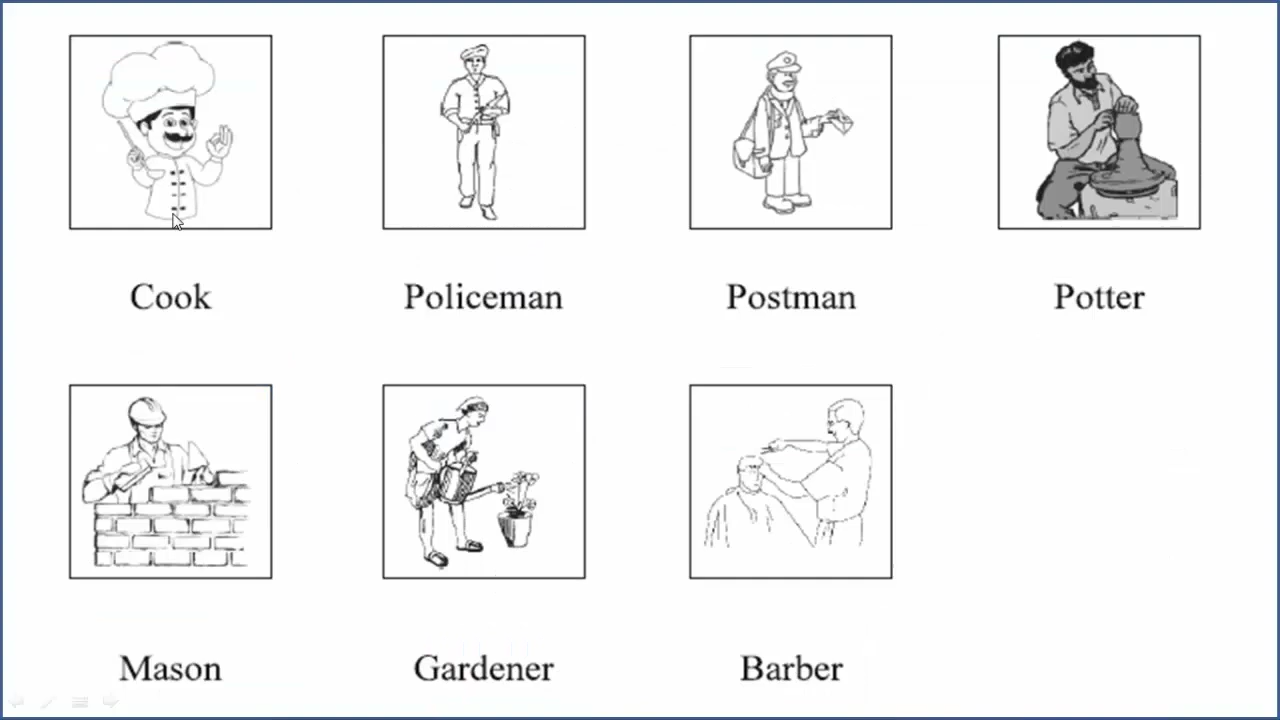 Cook
Policeman
Postman
Potter
Mason
Gardener
Barber